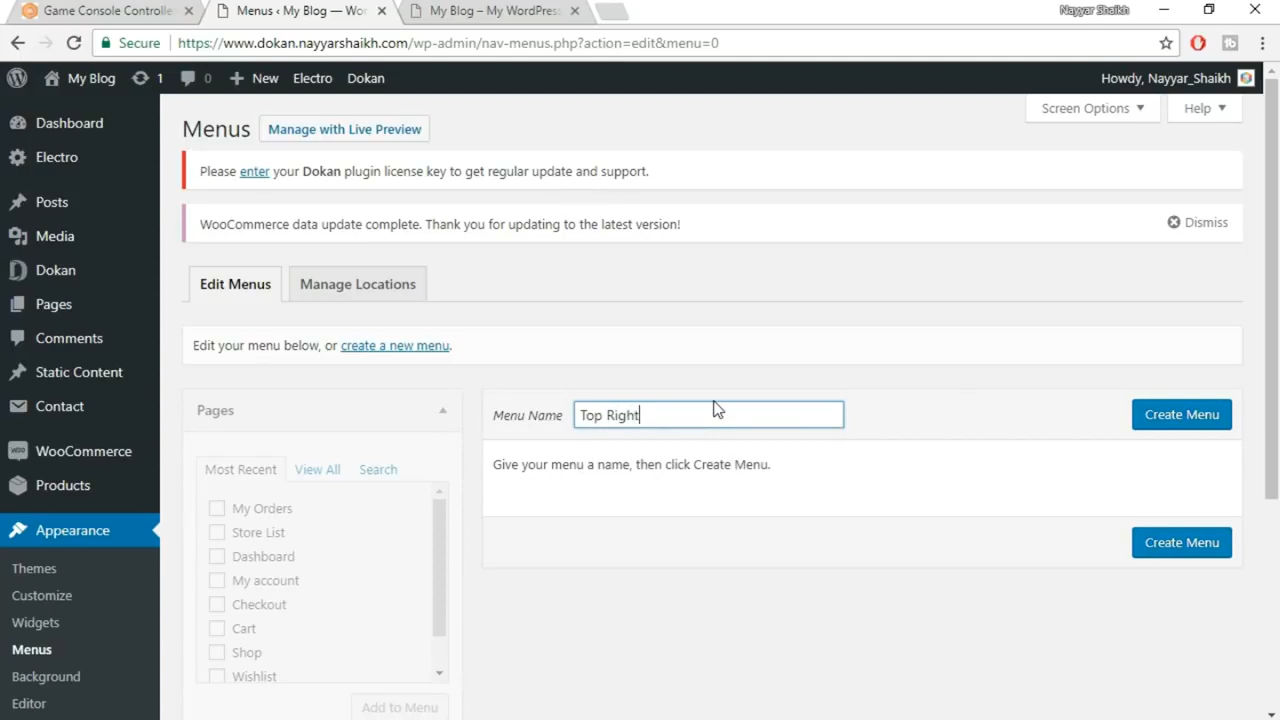 Game Console Controlle
Menus ‹ My Blog — Wor
My Blog – My WordPress
Nayyar Shaikh
Secure https://www.dokan.nayyarshaikh.com/wp-admin/nav-menus.php?action=edit&menu=0
My Blog 1 0 New Electro Dokan
Howdy, Nayyar_Shaikh
Screen Options Help
Dashboard
Electro
Posts
Media
Dokan
Pages
Comments
Static Content
Contact
WooCommerce
Products
Appearance
Themes
Customize
Widgets
Menus
Background
Editor
Menus Manage with Live Preview
Please enter your Dokan plugin license key to get regular update and support.
WooCommerce data update complete. Thank you for updating to the latest version!
Dismiss
Edit Menus Manage Locations
Edit your menu below, or create a new menu.
Pages
Most Recent View All Search
My Orders
Store List
Dashboard
My account
Checkout
Cart
Shop
Wishlist
Add to Menu
Menu Name Top Right Create Menu
Give your menu a name, then click Create Menu.
Create Menu